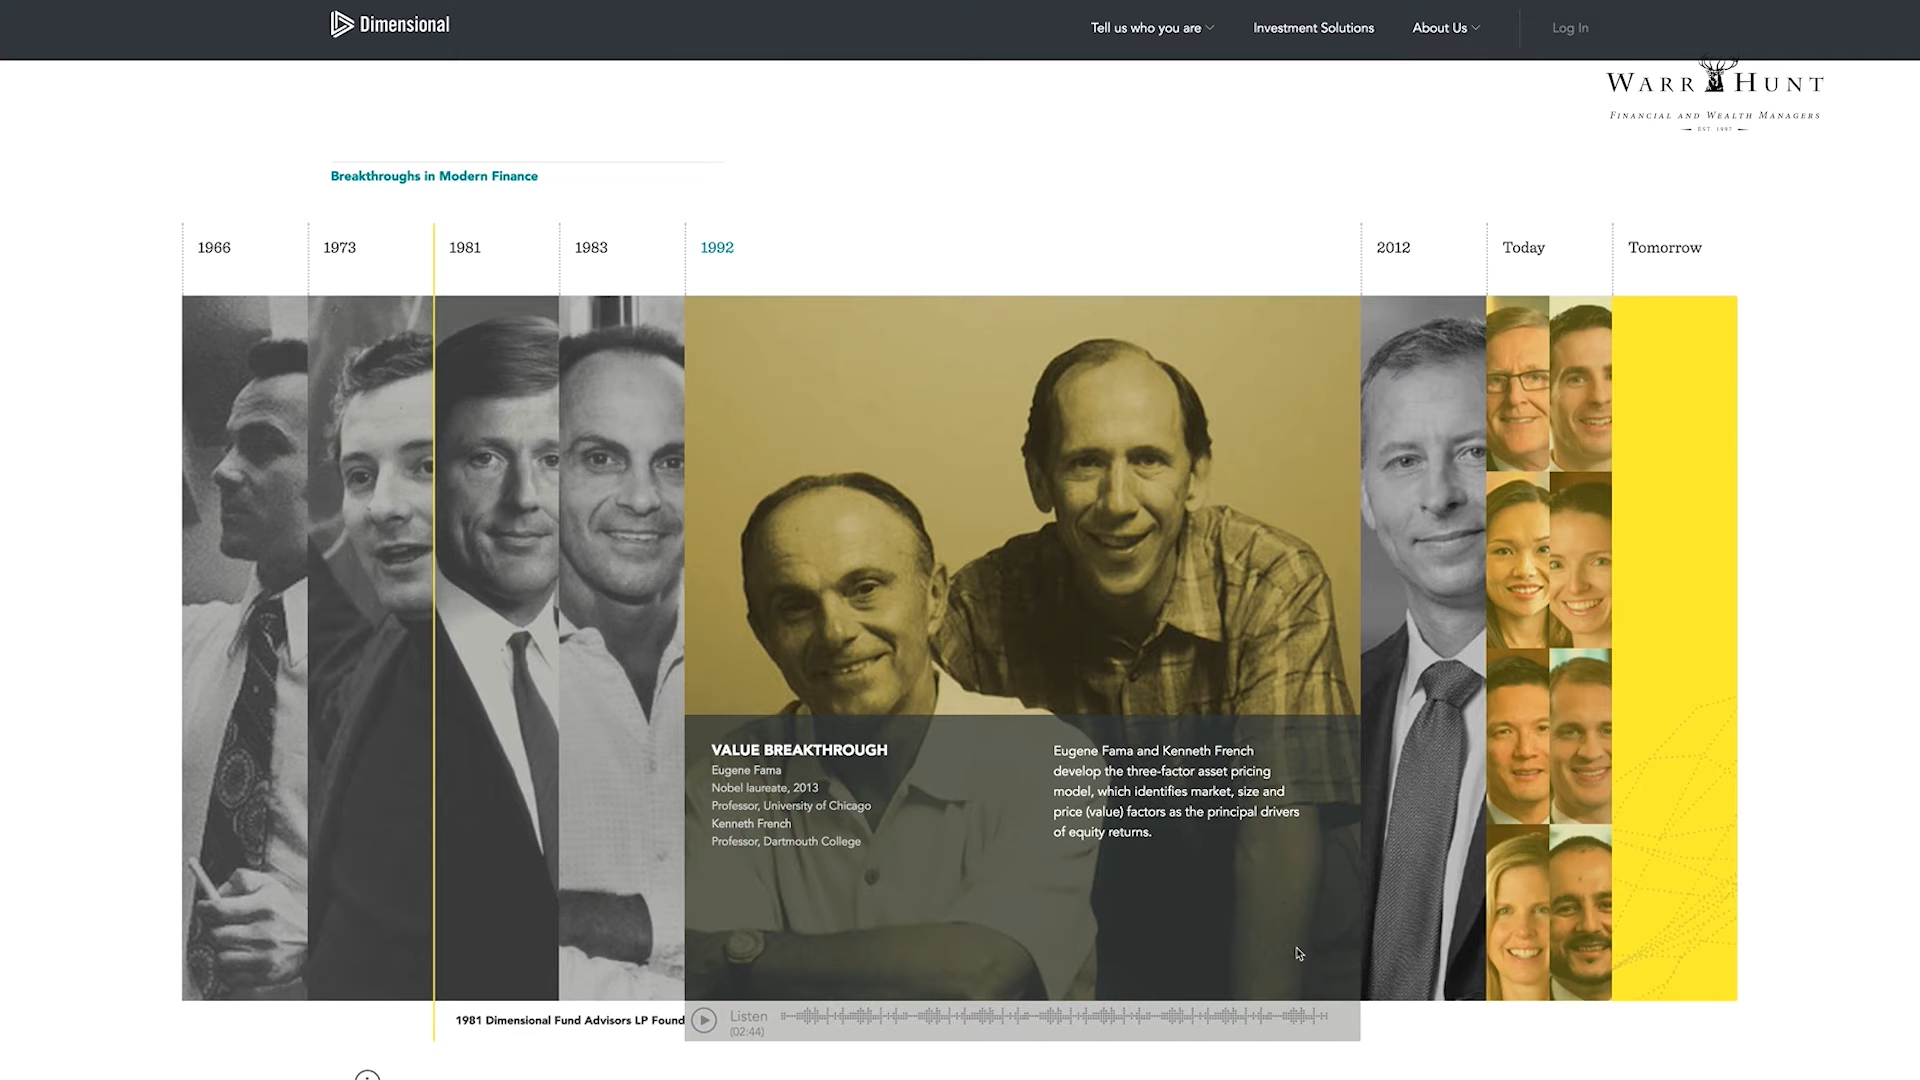 Dimensional
Tell us who you are
Investment Solutions
About Us
Log In
WARR HUNT
FINANCIAL AND WEALTH MANAGERS
EST. 1997
Breakthroughs in Modern Finance
1966
1973
1981
1983
1992
2012
Today
Tomorrow
VALUE BREAKTHROUGH
Eugene Fama
Nobel laureate, 2013
Professor, University of Chicago
Kenneth French
Professor, Dartmouth College
Eugene Fama and Kenneth French
develop the three-factor asset pricing
model, which identifies market, size and
price (value) factors as the principal drivers
of equity returns.
1981 Dimensional Fund Advisors LP Found
Listen
(02:44)